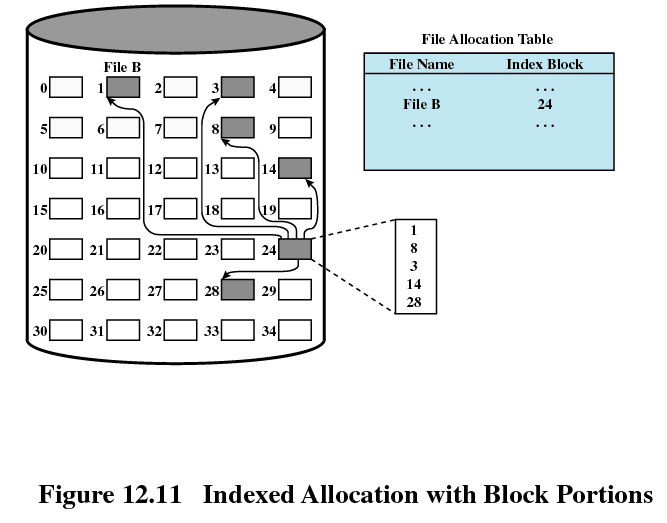 File Allocation Table
File Name Index Block
... ...
File B 24
... ...
File B
0 1 2 3 4
5 6 7 8 9
10 11 12 13 14
15 16 17 18 19
20 21 22 23 24
25 26 27 28 29
30 31 32 33 34
1
8
3
14
28
Figure 12.11 Indexed Allocation with Block Portions